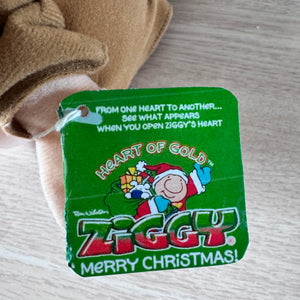 FROM ONE HEART TO ANOTHER...
SEE WHAT APPEARS
WHEN YOU OPEN ZIGGY'S HEART
HEART OF GOLD™
Tom Wilson
ZiGGY®
MERRY CHRiSTMAS!